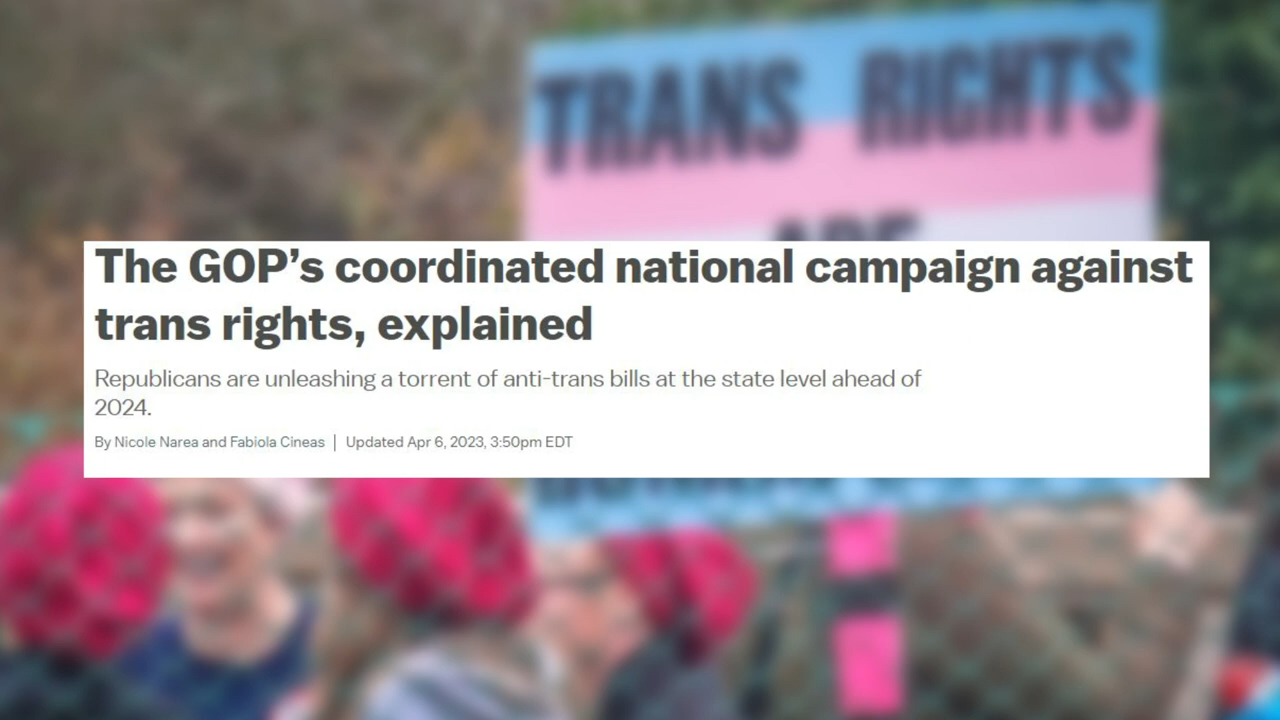 TRANS RIGHTS
ARE
The GOP’s coordinated national campaign against
trans rights, explained
Republicans are unleashing a torrent of anti-trans bills at the state level ahead of
2024.
By Nicole Narea and Fabiola Cineas | Updated Apr 6, 2023, 3:50pm EDT